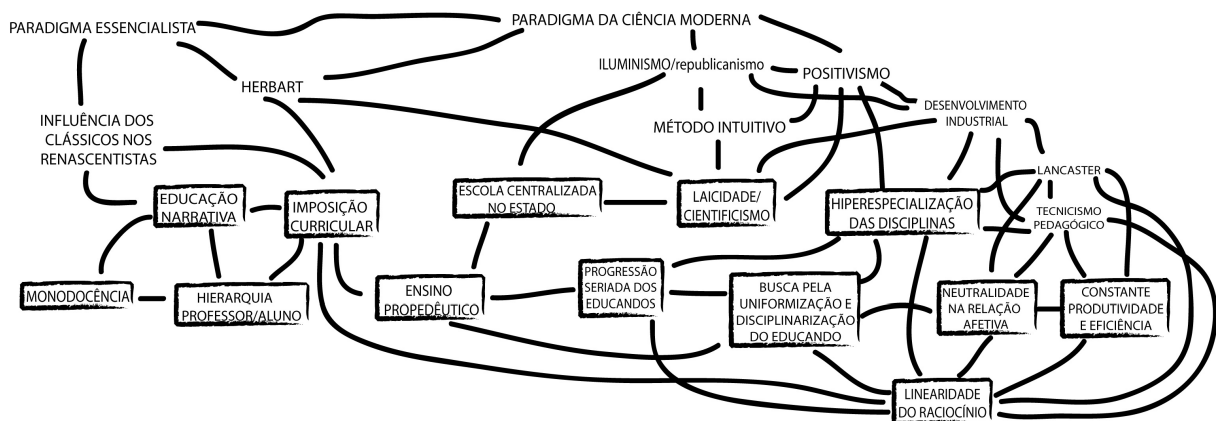 PARADIGMA ESSENCIALISTA
PARADIGMA DA CIÊNCIA MODERNA
HERBART
ILUMINISMO/republicanismo
POSITIVISMO
INFLUÊNCIA DOS
CLÁSSICOS NOS
RENASCENTISTAS
MÉTODO INTUITIVO
DESENVOLVIMENTO
INDUSTRIAL
LANCASTER
EDUCAÇÃO
NARRATIVA
IMPOSIÇÃO
CURRICULAR
ESCOLA CENTRALIZADA
NO ESTADO
LAICIDADE/
CIENTIFICISMO
HIPERESPECIALIZAÇÃO
DAS DISCIPLINAS
TECNICISMO
PEDAGÓGICO
MONODOCÊNCIA
HIERARQUIA
PROFESSOR/ALUNO
ENSINO
PROPEDÊUTICO
PROGRESSÃO
SERIADA DOS
EDUCANDOS
BUSCA PELA
UNIFORMIZAÇÃO E
DISCIPLINARIZAÇÃO
DO EDUCANDO
NEUTRALIDADE
NA RELAÇÃO
AFETIVA
CONSTANTE
PRODUTIVIDADE
E EFICIÊNCIA
LINEARIDADE
DO RACIOCÍNIO